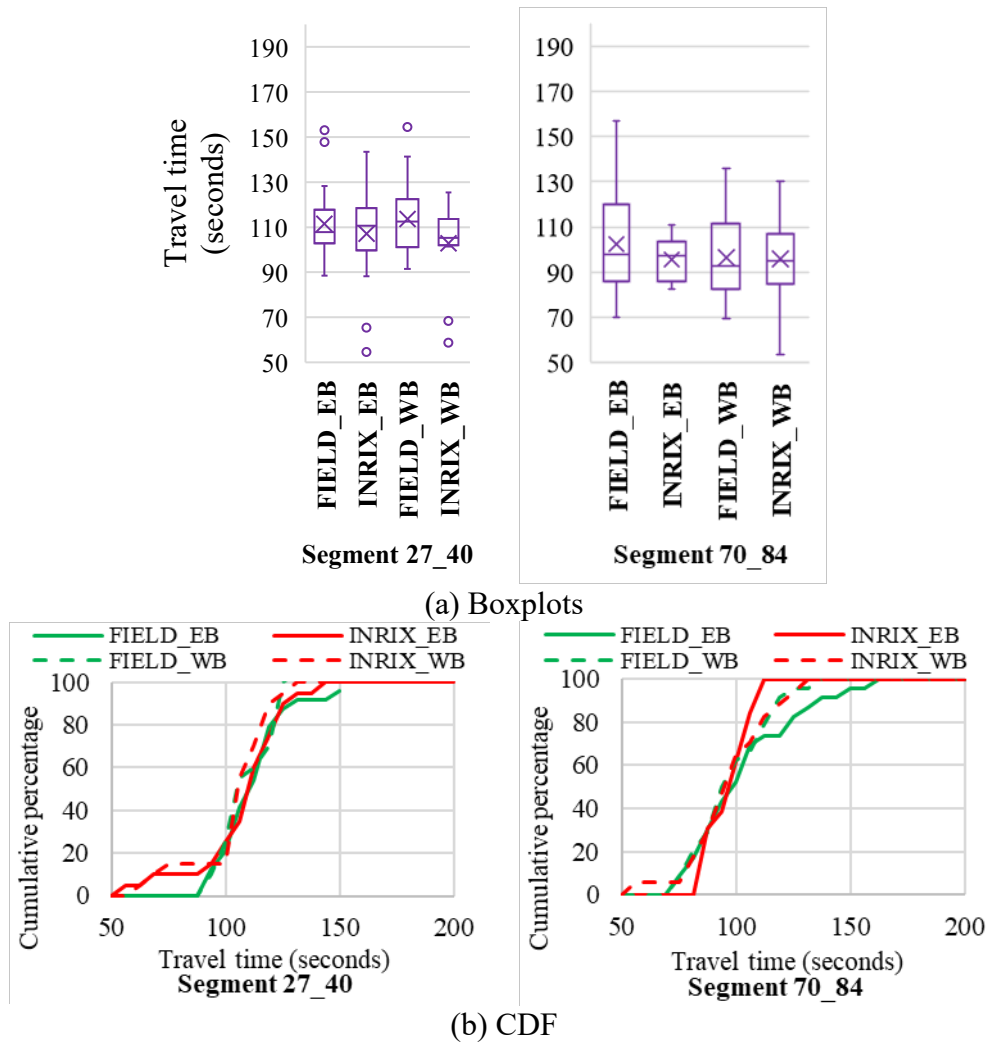 190 170 150 130 110 90 70 50
Travel time
(seconds)
FIELD_EB INRIX_EB FIELD_WB INRIX_WB
Segment 27_40
190 170 150 130 110 90 70 50
FIELD_EB INRIX_EB FIELD_WB INRIX_WB
Segment 70_84
(a) Boxplots
FIELD_EB INRIX_EB
FIELD_WB INRIX_WB
100 80 60 40 20 0
Cumulative percentage
50 100 150 200
Travel time (seconds)
Segment 27_40
FIELD_EB INRIX_EB
FIELD_WB INRIX_WB
100 80 60 40 20 0
Cumulative percentage
50 100 150 200
Travel time (seconds)
Segment 70_84
(b) CDF